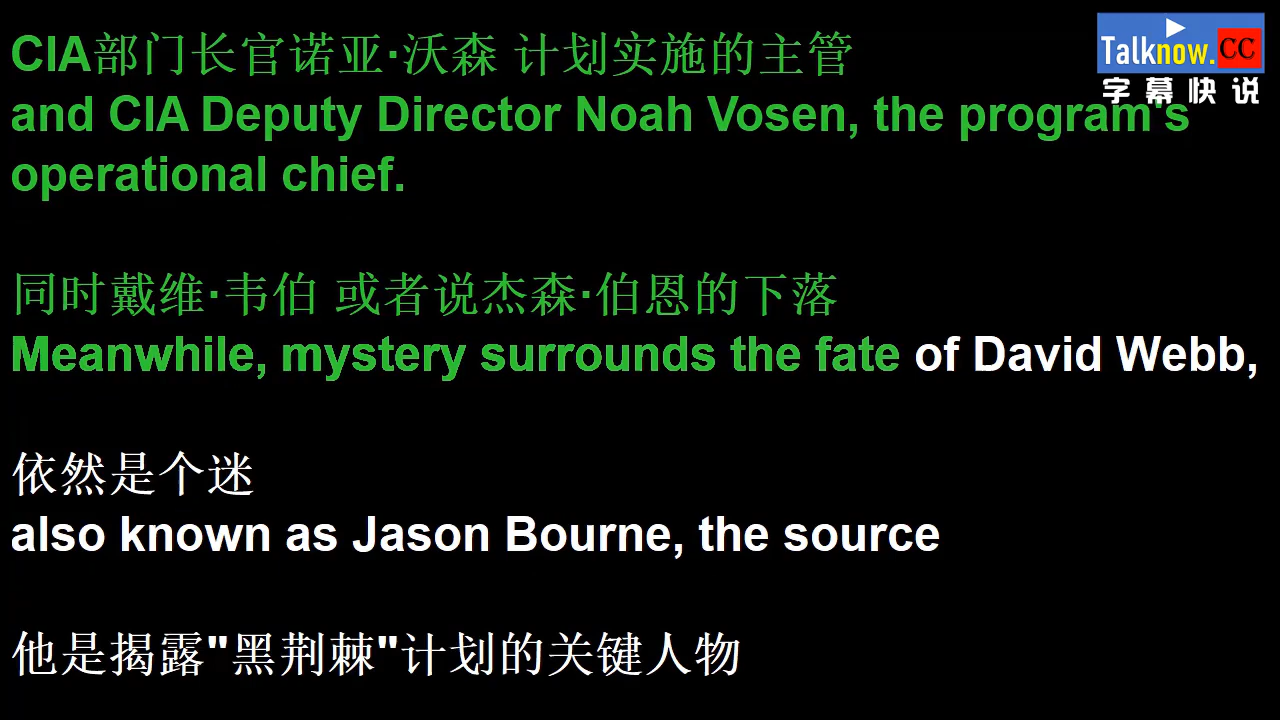 CIA部门长官诺亚·沃森 计划实施的主管
Talknow.CC
字幕快说
and CIA Deputy Director Noah Vosen, the program's
operational chief.
同时戴维·韦伯 或者说杰森·伯恩的下落
Meanwhile, mystery surrounds the fate of David Webb,
依然是个迷
also known as Jason Bourne, the source
他是揭露"黑荆棘"计划的关键人物